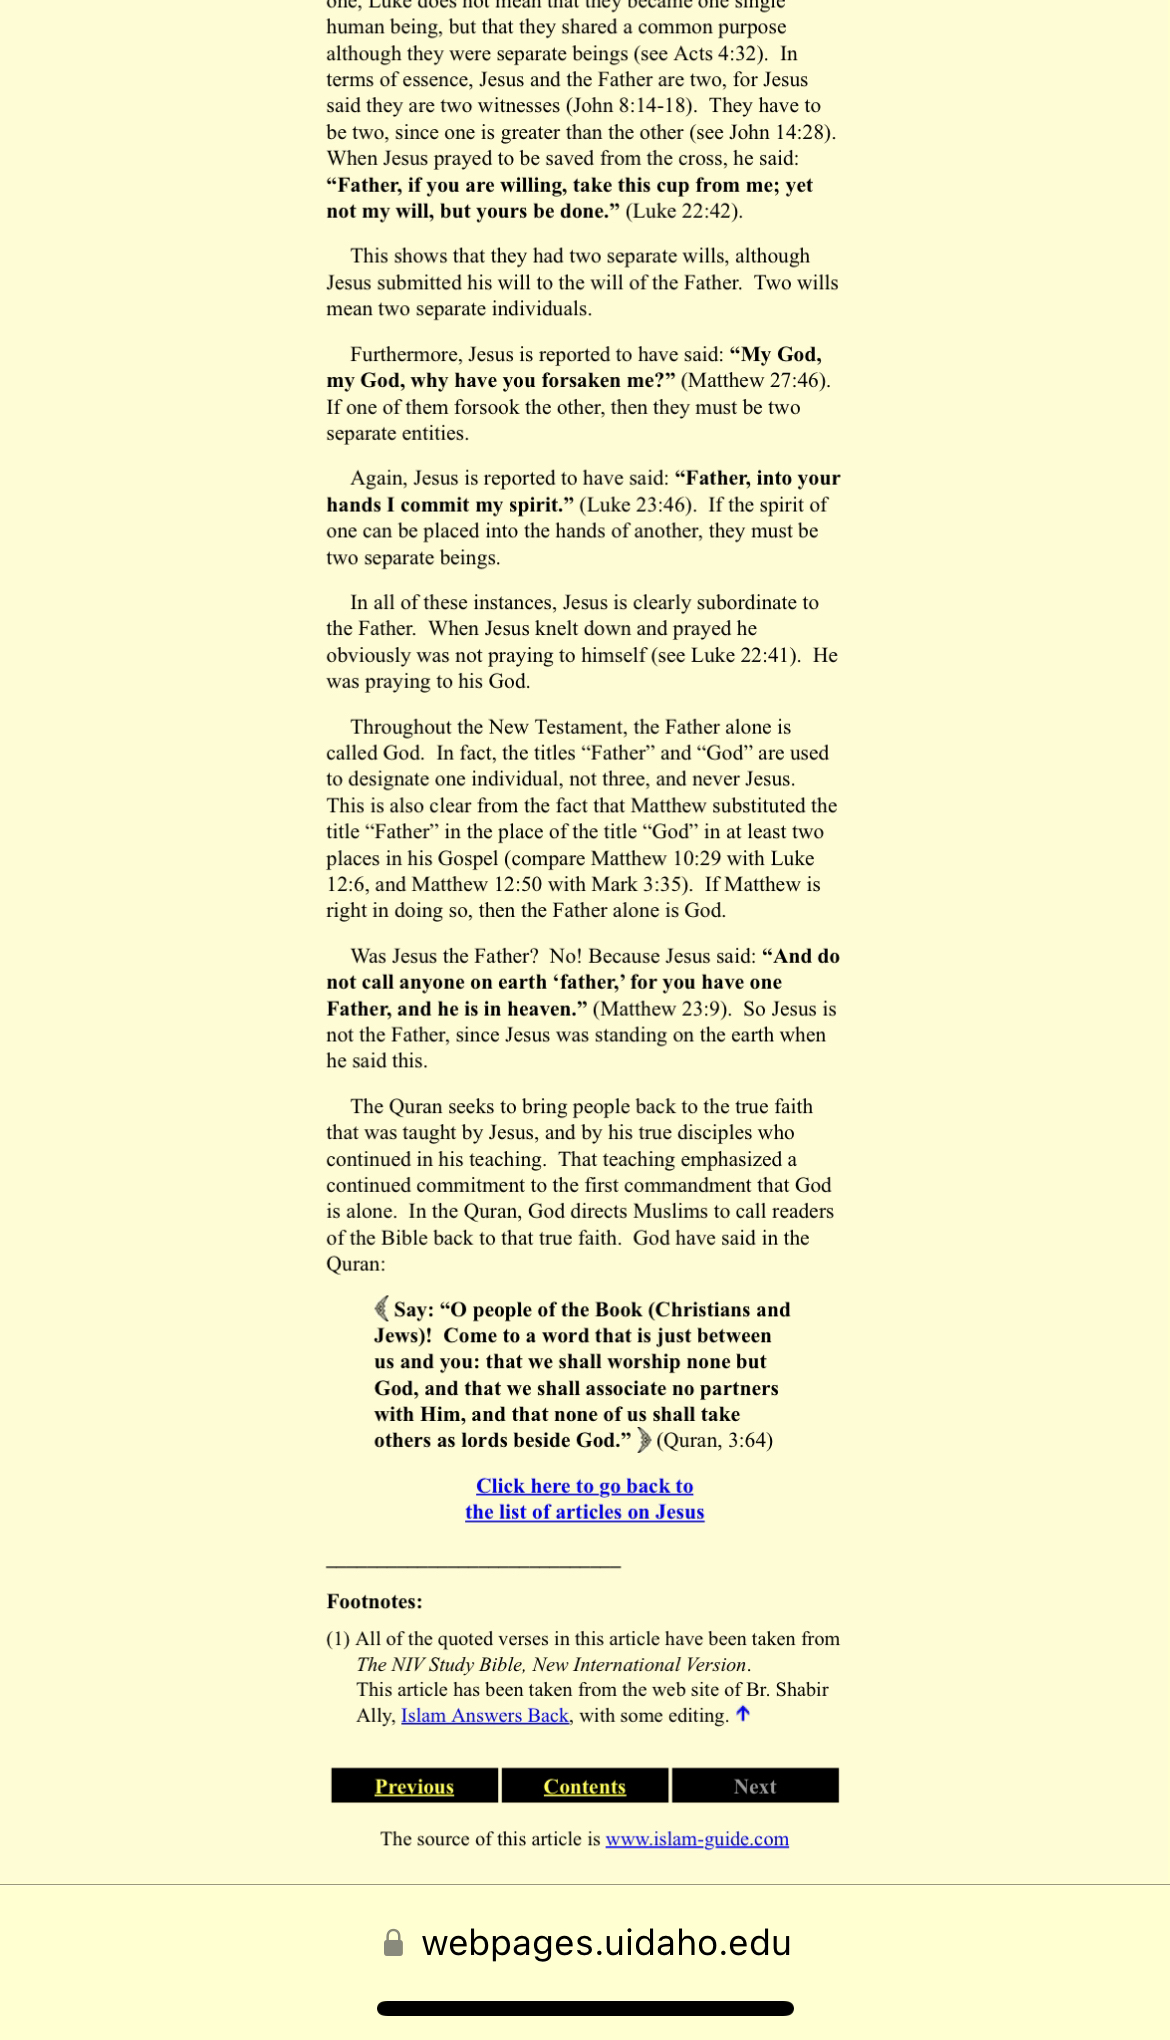 one, Luke does not mean that they became one single
human being, but that they shared a common purpose
although they were separate beings (see Acts 4:32).  In
terms of essence, Jesus and the Father are two, for Jesus
said they are two witnesses (John 8:14-18).  They have to
be two, since one is greater than the other (see John 14:28).
When Jesus prayed to be saved from the cross, he said:
“Father, if you are willing, take this cup from me; yet
not my will, but yours be done.” (Luke 22:42).
This shows that they had two separate wills, although
Jesus submitted his will to the will of the Father.  Two wills
mean two separate individuals.
Furthermore, Jesus is reported to have said: “My God,
my God, why have you forsaken me?” (Matthew 27:46).
If one of them forsook the other, then they must be two
separate entities.
Again, Jesus is reported to have said: “Father, into your
hands I commit my spirit.” (Luke 23:46).  If the spirit of
one can be placed into the hands of another, they must be
two separate beings.
In all of these instances, Jesus is clearly subordinate to
the Father.  When Jesus knelt down and prayed he
obviously was not praying to himself (see Luke 22:41).  He
was praying to his God.
Throughout the New Testament, the Father alone is
called God.  In fact, the titles “Father” and “God” are used
to designate one individual, not three, and never Jesus.
This is also clear from the fact that Matthew substituted the
title “Father” in the place of the title “God” in at least two
places in his Gospel (compare Matthew 10:29 with Luke
12:6, and Matthew 12:50 with Mark 3:35).  If Matthew is
right in doing so, then the Father alone is God.
Was Jesus the Father?  No! Because Jesus said: “And do
not call anyone on earth ‘father,’ for you have one
Father, and he is in heaven.” (Matthew 23:9).  So Jesus is
not the Father, since Jesus was standing on the earth when
he said this.
The Quran seeks to bring people back to the true faith
that was taught by Jesus, and by his true disciples who
continued in his teaching.  That teaching emphasized a
continued commitment to the first commandment that God
is alone.  In the Quran, God directs Muslims to call readers
of the Bible back to that true faith.  God have said in the
Quran:
Say: “O people of the Book (Christians and
Jews)!  Come to a word that is just between
us and you: that we shall worship none but
God, and that we shall associate no partners
with Him, and that none of us shall take
others as lords beside God.” (Quran, 3:64)
Click here to go back to
the list of articles on Jesus
Footnotes:
(1) All of the quoted verses in this article have been taken from
The NIV Study Bible, New International Version.
This article has been taken from the web site of Br. Shabir
Ally, Islam Answers Back, with some editing.
Previous
Contents
Next
The source of this article is www.islam-guide.com
webpages.uidaho.edu